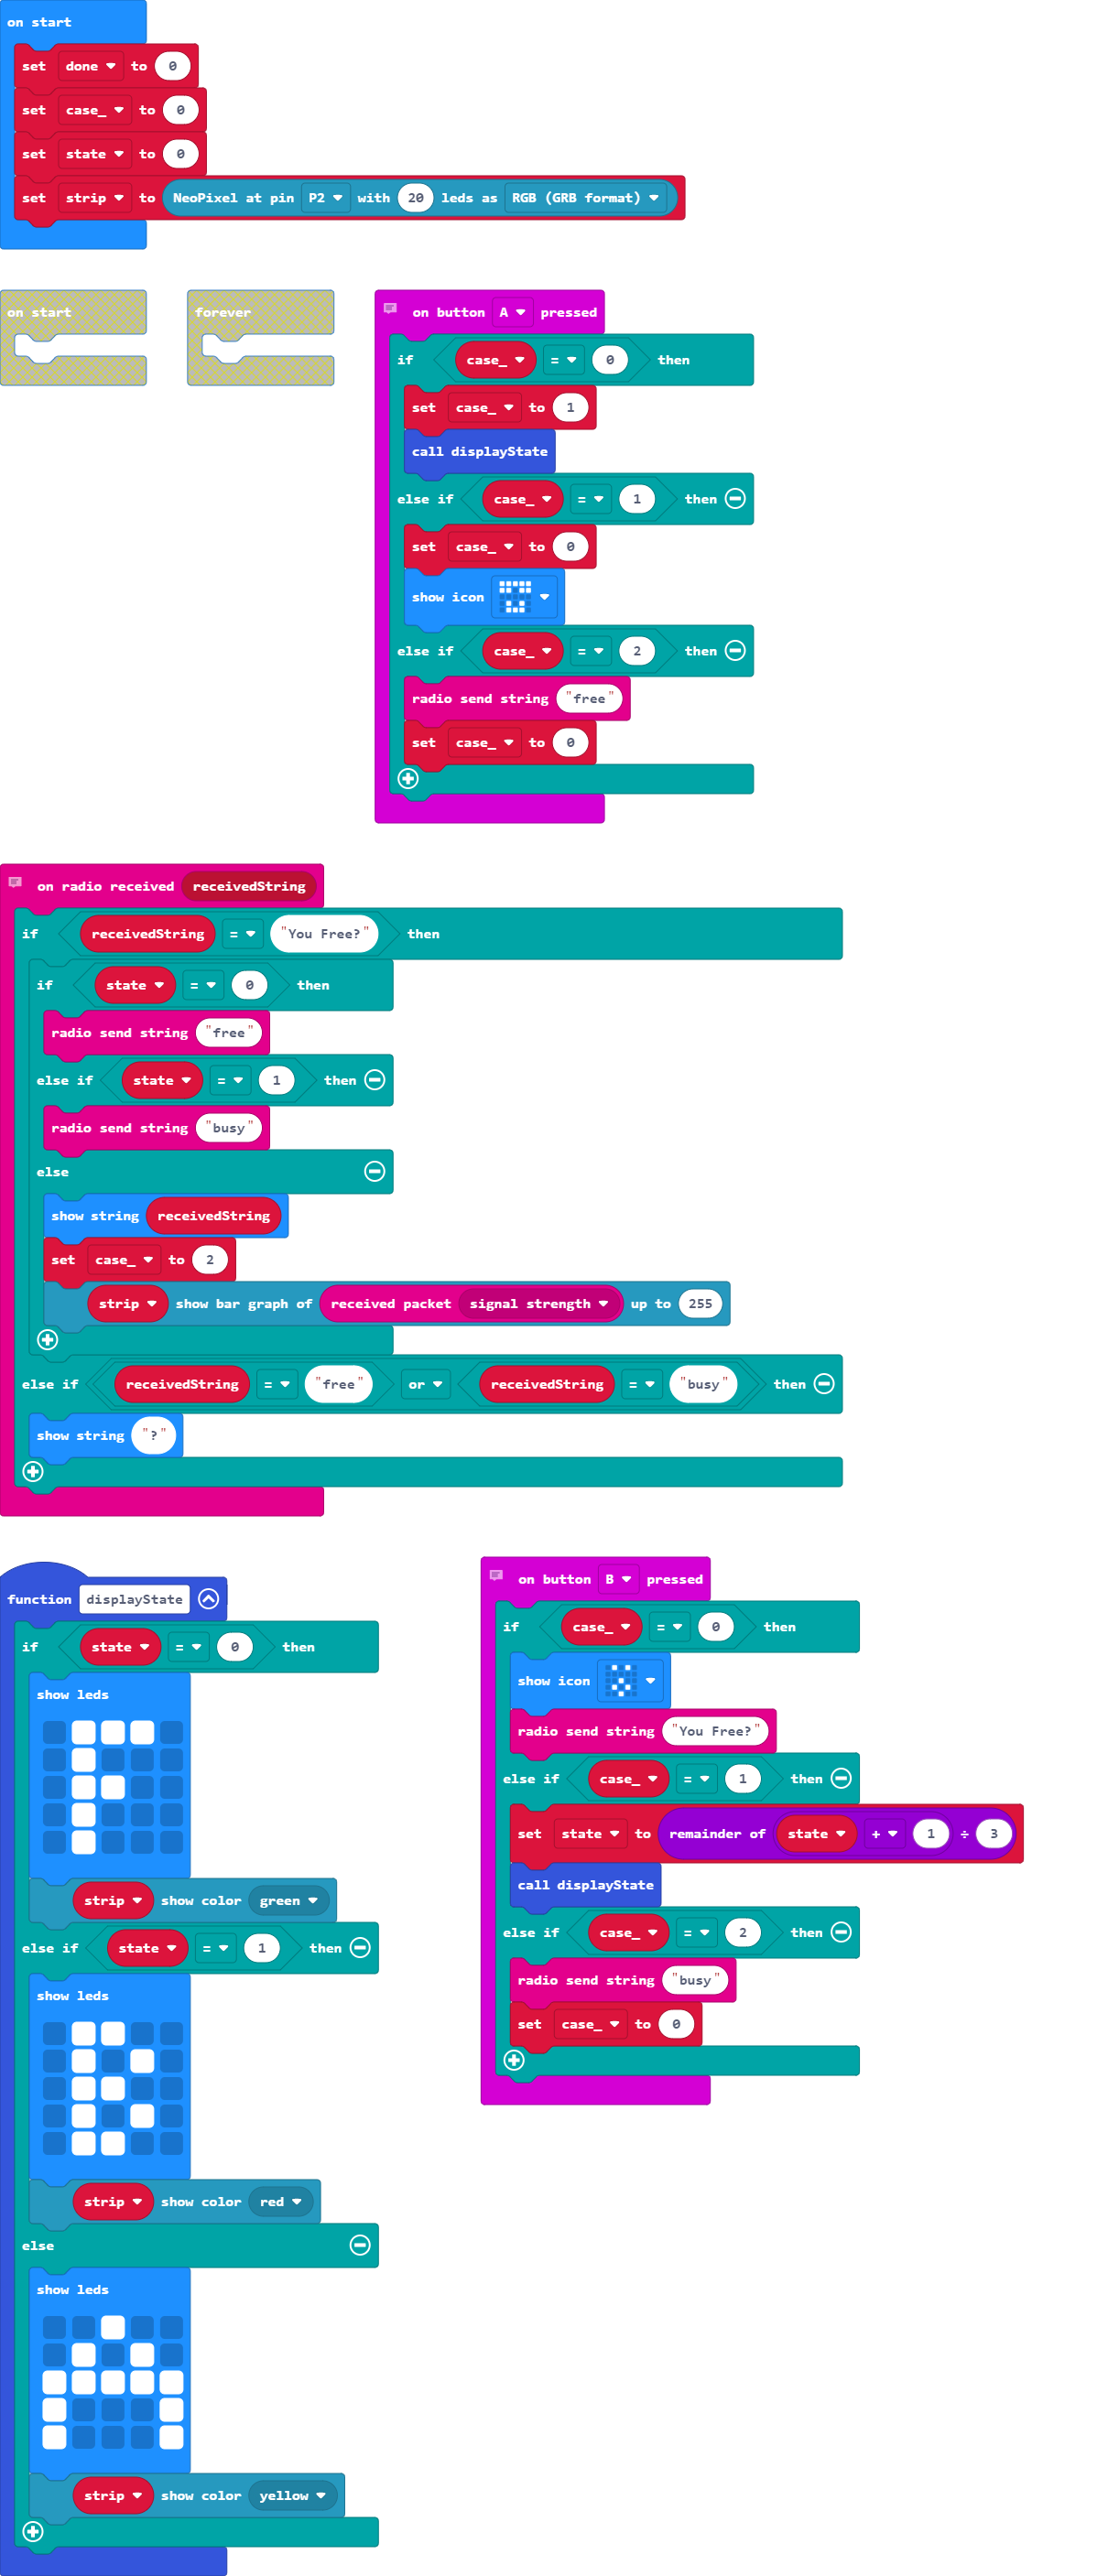 on start
set done to 0
set case_ to 0
set state to 0
set strip to NeoPixel at pin P2 with 20 leds as RGB (GRB format)
on start
forever
on button A pressed
if case_ = 0 then
set case_ to 1
call displayState
else if case_ = 1 then
set case_ to 0
show icon
else if case_ = 2 then
radio send string "free"
set case_ to 0
on radio received receivedString
if receivedString = "You Free?" then
if state = 0 then
radio send string "free"
else if state = 1 then
radio send string "busy"
else
show string receivedString
set case_ to 2
strip show bar graph of received packet signal strength up to 255
else if receivedString = "free" or receivedString = "busy" then
show string "?"
function displayState
if state = 0 then
show leds
strip show color green
else if state = 1 then
show leds
strip show color red
else
show leds
strip show color yellow
on button B pressed
if case_ = 0 then
show icon
radio send string "You Free?"
else if case_ = 1 then
set state to remainder of state + 1 ÷ 3
call displayState
else if case_ = 2 then
radio send string "busy"
set case_ to 0